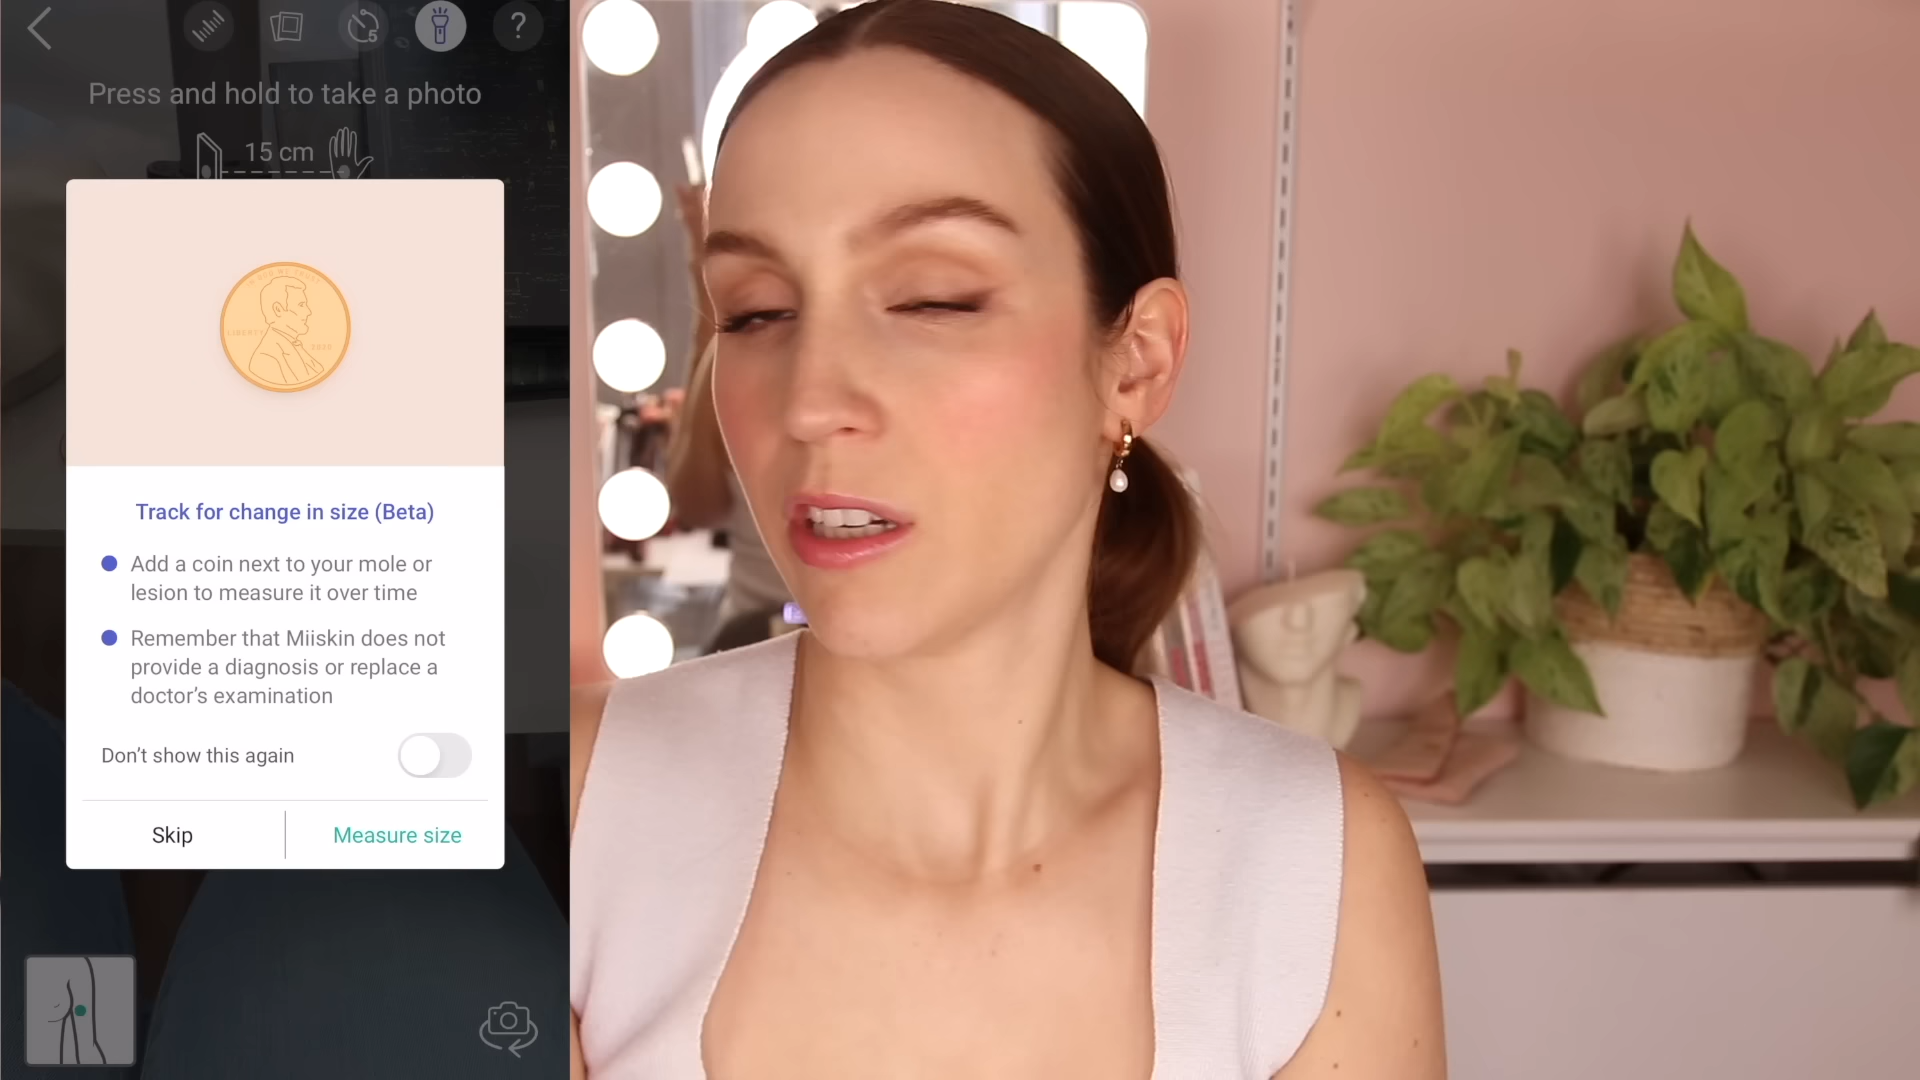 5
?
Press and hold to take a photo
15 cm
LIBERTY
Track for change in size (Beta)
Add a coin next to your mole or
lesion to measure it over time
Remember that Miiskin does not
provide a diagnosis or replace a
doctor's examination
Don't show this again
Skip
Measure size